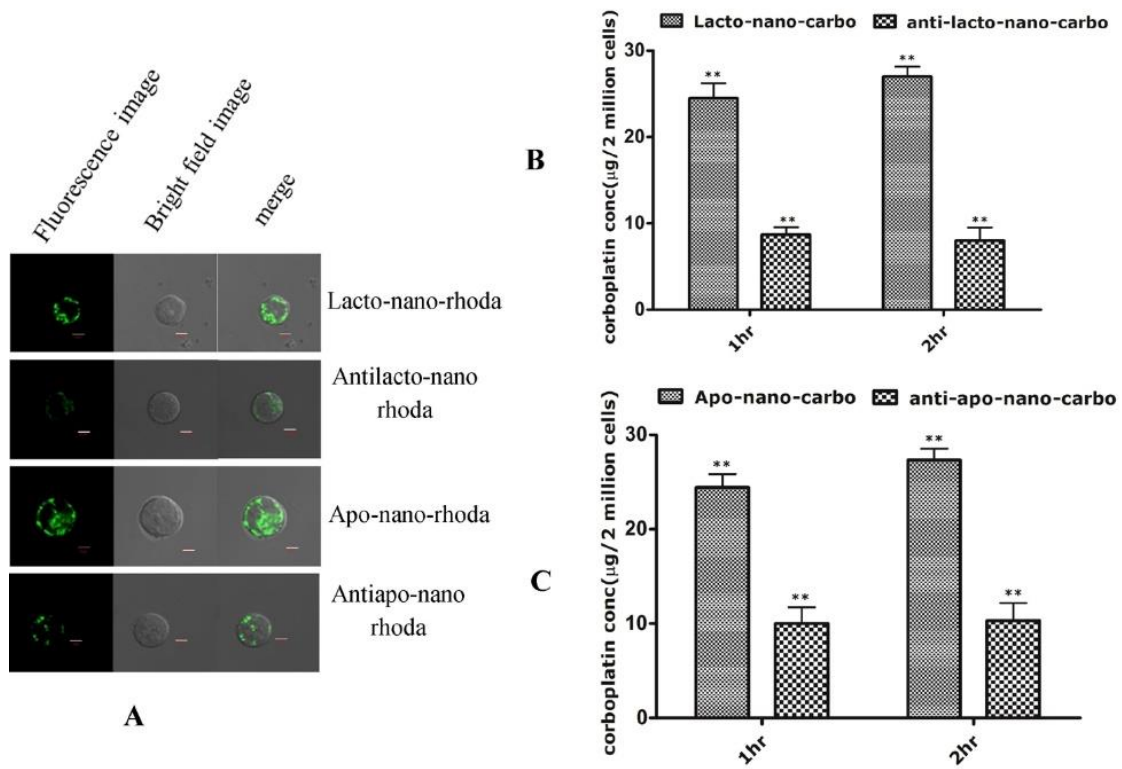 Fluorescence image
Bright field image
merge
Lacto-nano-rhoda
Antilacto-nano
rhoda
Apo-nano-rhoda
Antiapo-nano
rhoda
A
B
Lacto-nano-carbo anti-lacto-nano-carbo
corboplatin conc(μg/2 million cells)
30
20
10
0
**
**
**
**
1hr
2hr
C
Apo-nano-carbo anti-apo-nano-carbo
corboplatin conc(μg/2 million cells)
30
20
10
0
**
**
**
**
1hr
2hr